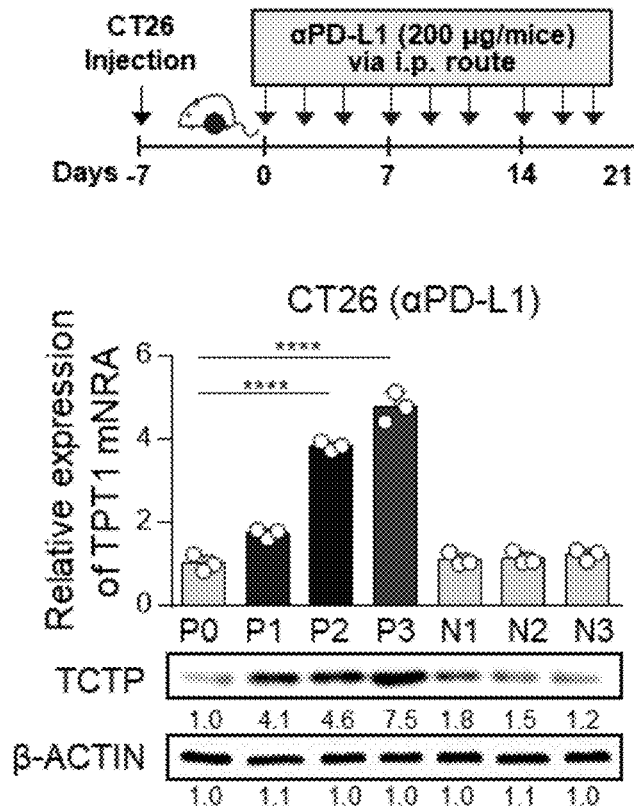 CT26
Injection
αPD-L1 (200 μg/mice)
via i.p. route
Days -7 0 7 14 21
CT26 (αPD-L1)
Relative expression
of TPT1 mNRA
6
4
2
0
****
****
P0 P1 P2 P3 N1 N2 N3
TCTP
1.0 4.1 4.6 7.5 1.8 1.5 1.2
β-ACTIN
1.0 1.1 1.0 1.0 1.0 1.1 1.0